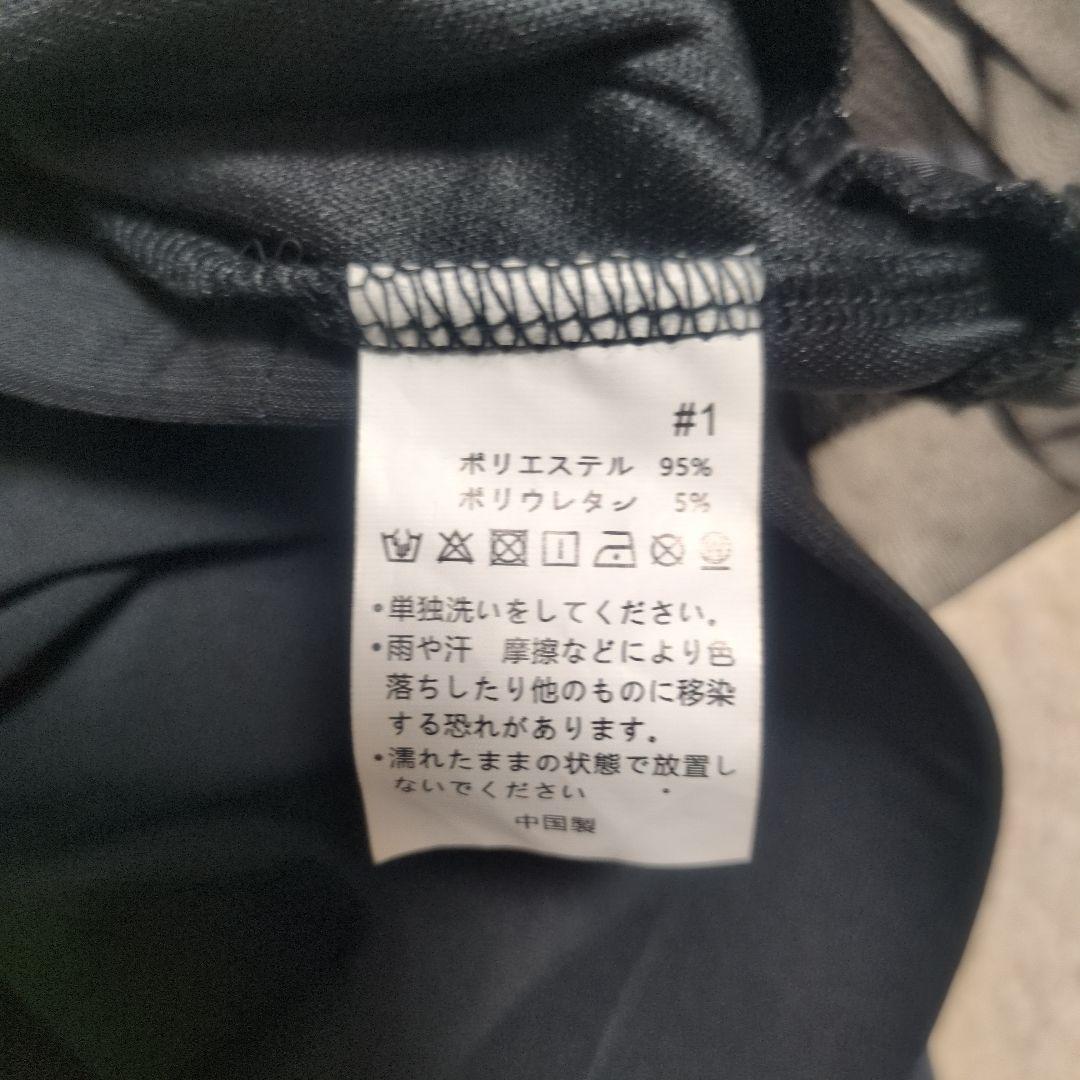 #1
ポリエステル 95%
ポリウレタン 5%
・単独洗いをしてください。
・雨や汗 摩擦などにより色
落ちしたり他のものに移染
する恐れがあります。
・濡れたままの状態で放置し
ないでください
中国製